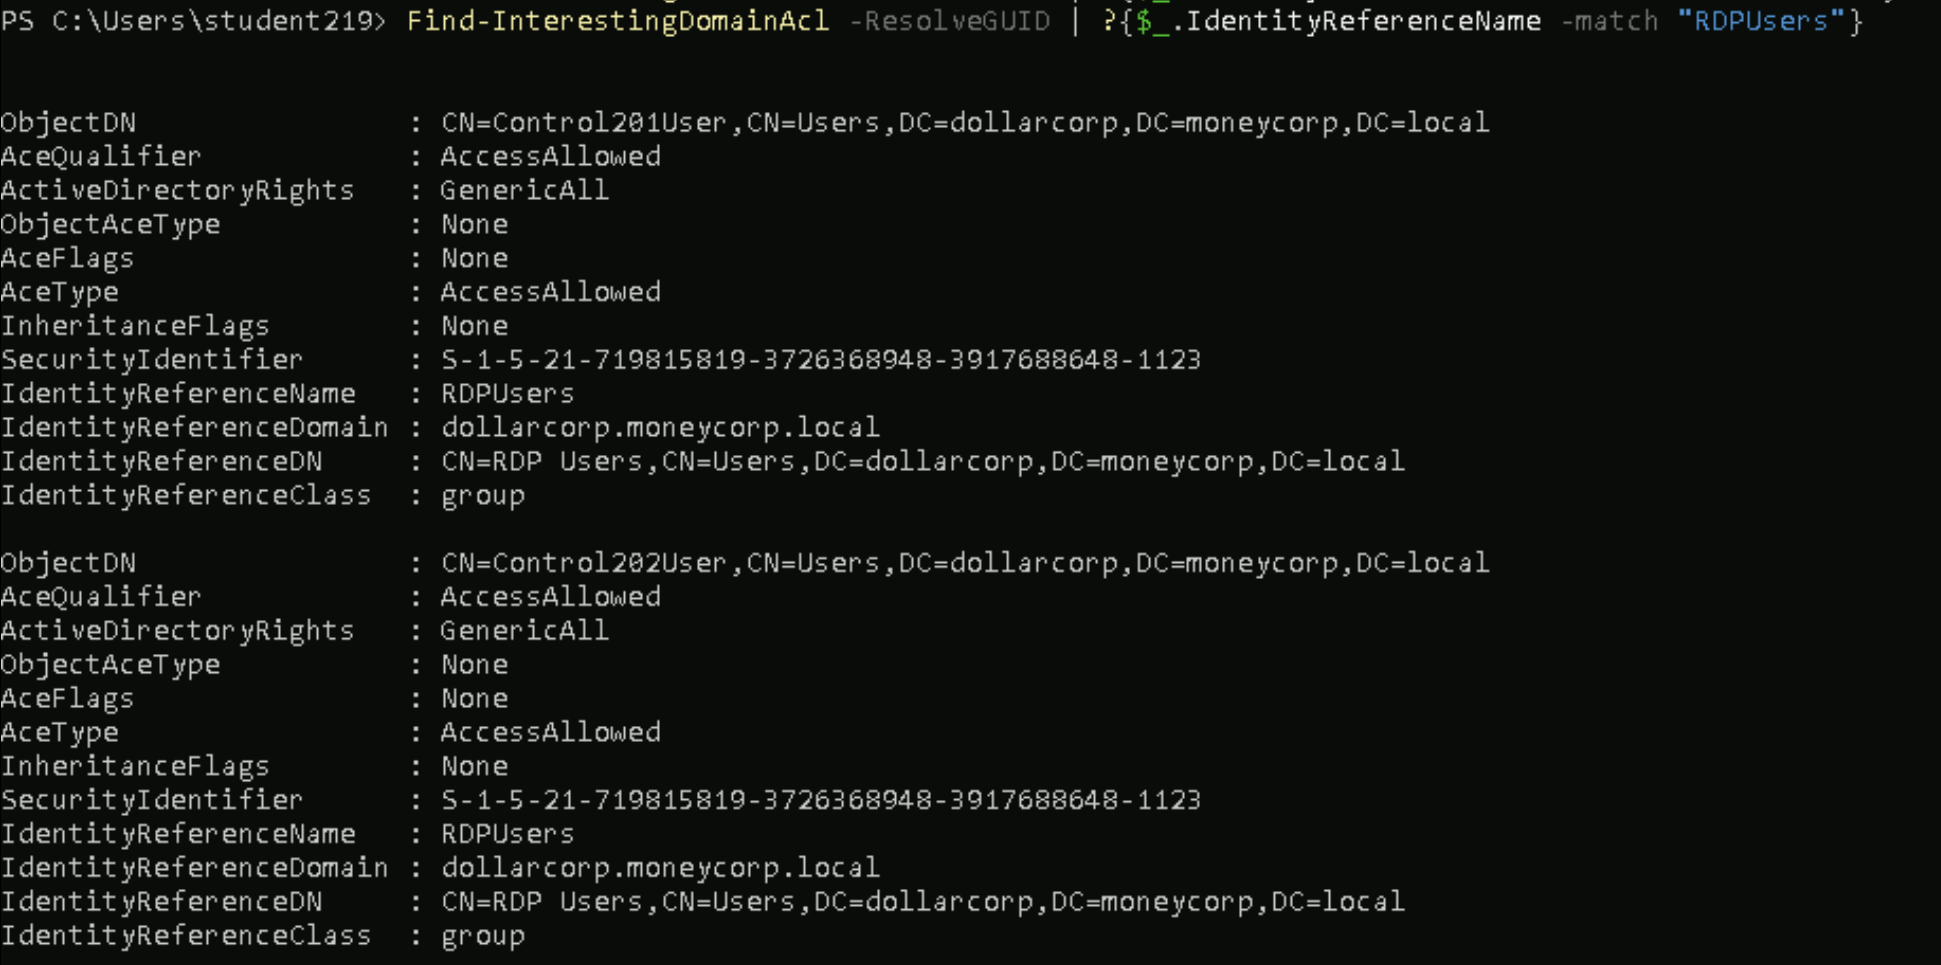 PS C:\Users\student219> Find-InterestingDomainAcl -ResolveGUID | ?{$_.IdentityReferenceName -match "RDPUsers"}
ObjectDN : CN=Control201User,CN=Users,DC=dollarcorp,DC=moneycorp,DC=local
AceQualifier : AccessAllowed
ActiveDirectoryRights : GenericAll
ObjectAceType : None
AceFlags : None
AceType : AccessAllowed
InheritanceFlags : None
SecurityIdentifier : S-1-5-21-719815819-3726368948-3917688648-1123
IdentityReferenceName : RDPUsers
IdentityReferenceDomain : dollarcorp.moneycorp.local
IdentityReferenceDN : CN=RDP Users,CN=Users,DC=dollarcorp,DC=moneycorp,DC=local
IdentityReferenceClass : group
ObjectDN : CN=Control202User,CN=Users,DC=dollarcorp,DC=moneycorp,DC=local
AceQualifier : AccessAllowed
ActiveDirectoryRights : GenericAll
ObjectAceType : None
AceFlags : None
AceType : AccessAllowed
InheritanceFlags : None
SecurityIdentifier : S-1-5-21-719815819-3726368948-3917688648-1123
IdentityReferenceName : RDPUsers
IdentityReferenceDomain : dollarcorp.moneycorp.local
IdentityReferenceDN : CN=RDP Users,CN=Users,DC=dollarcorp,DC=moneycorp,DC=local
IdentityReferenceClass : group